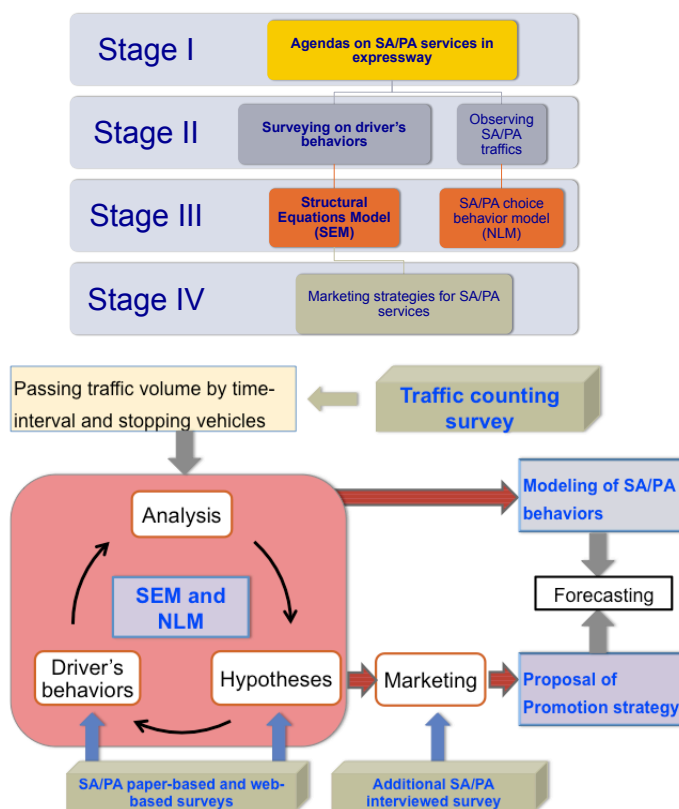 Stage I
Agendas on SA/PA services in
expressway
Stage II
Surveying on driver's
behaviors
Observing
SA/PA
traffics
Stage III
Structural
Equations Model
(SEM)
SA/PA choice
behavior model
(NLM)
Stage IV
Marketing strategies for SA/PA
services
Passing traffic volume by time-
interval and stopping vehicles
Traffic counting
survey
Analysis
SEM and
NLM
Driver's
behaviors
Hypotheses
Marketing
Modeling of SA/PA
behaviors
Forecasting
Proposal of
Promotion strategy
SA/PA paper-based and web-
based surveys
Additional SA/PA
interviewed survey